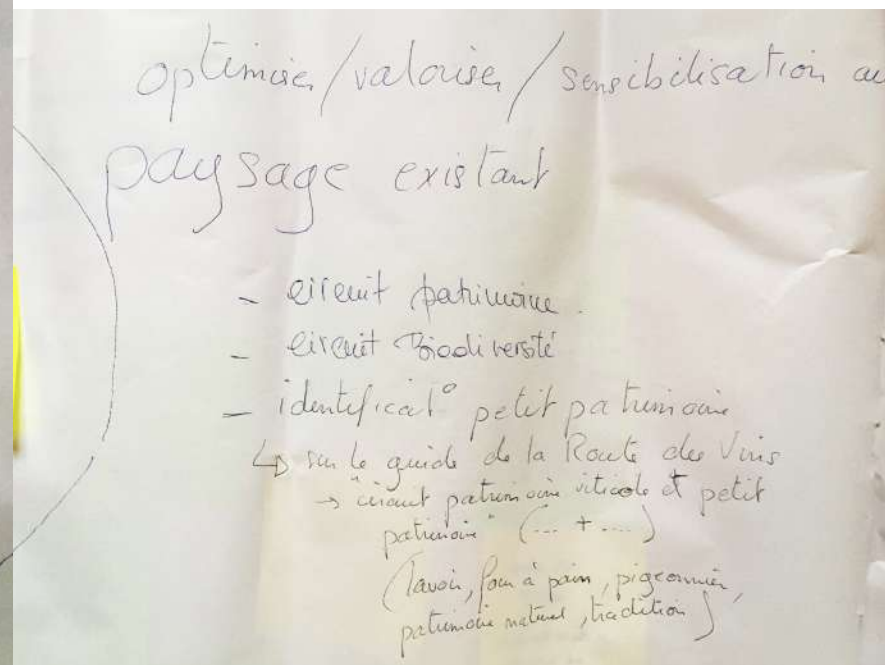 optimiser/valoriser/sensibilisation au
paysage existant
- circuit patrimoine.
- circuit Biodiversité
- identificat° petit patrimoine
↳ sur le guide de la Route des Vins
→ "circuit patrimoine viticole et petit
patrimoine" (... + ....)
(lavoir, four à pain, pigeonnier,
patrimoine naturel, tradition)